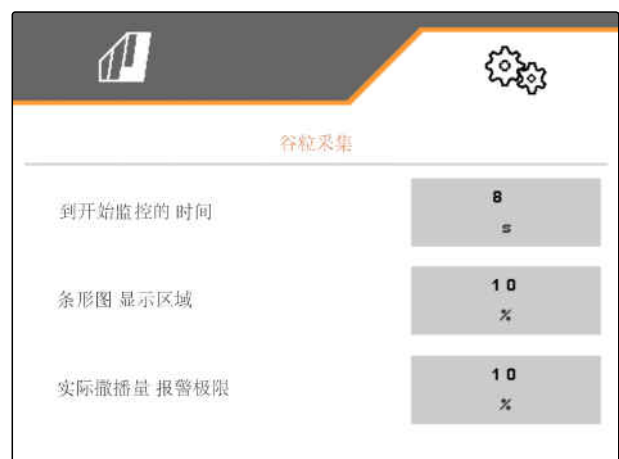 谷粒采集
到开始监控的 时间
8
s
条形图 显示区域
10
%
实际撒播量 报警极限
10
%